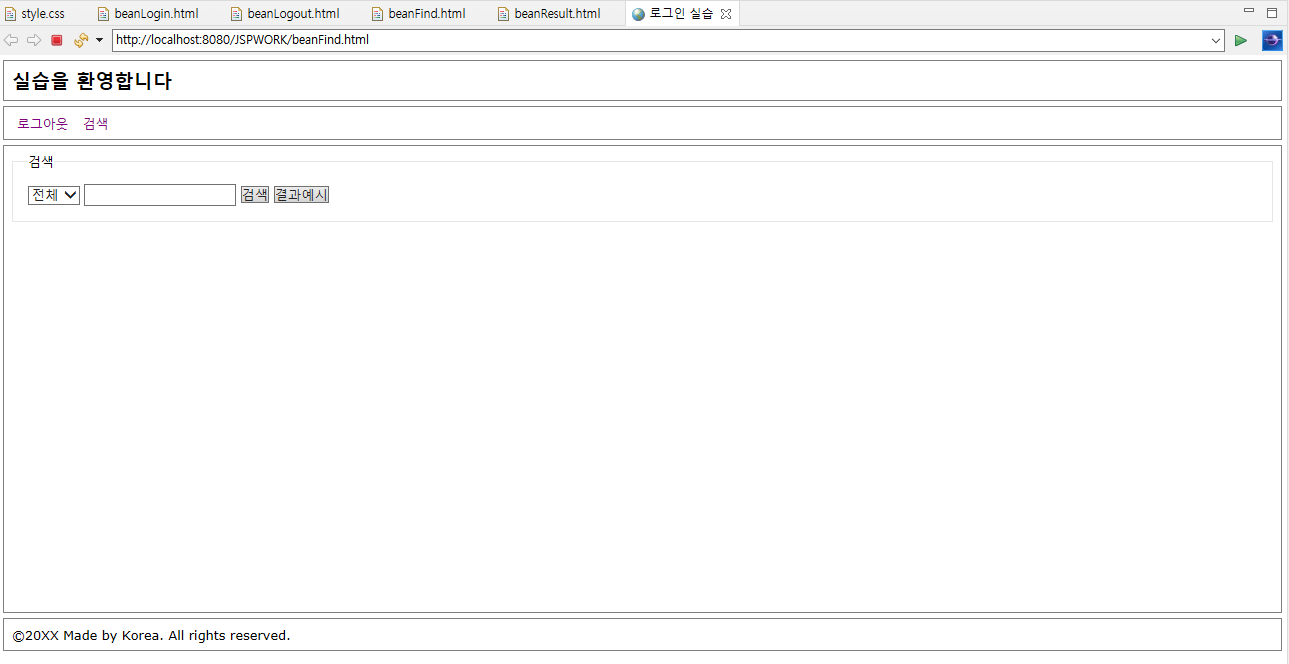 style.css beanLogin.html beanLogout.html beanFind.html beanResult.html 로그인 실습
http://localhost:8080/JSPWORK/beanFind.html
실습을 환영합니다
로그아웃 검색
검색
전체 검색 결과예시
©20XX Made by Korea. All rights reserved.